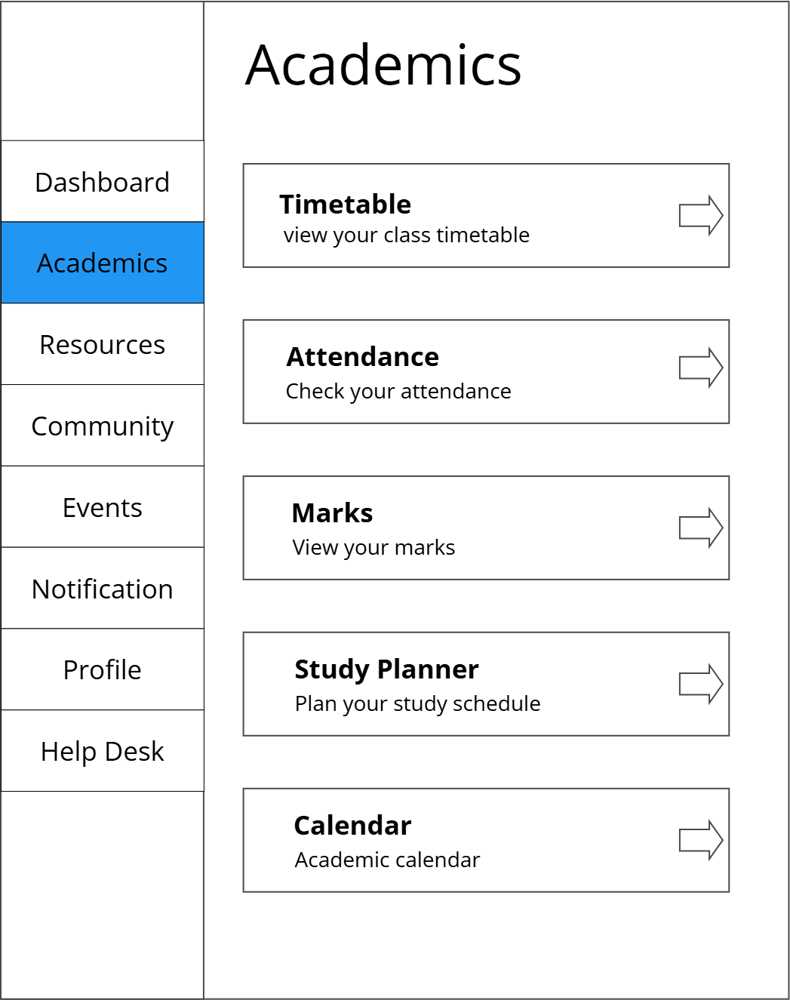 Academics
Dashboard
Academics
Resources
Community
Events
Notification
Profile
Help Desk
Timetable
view your class timetable
Attendance
Check your attendance
Marks
View your marks
Study Planner
Plan your study schedule
Calendar
Academic calendar